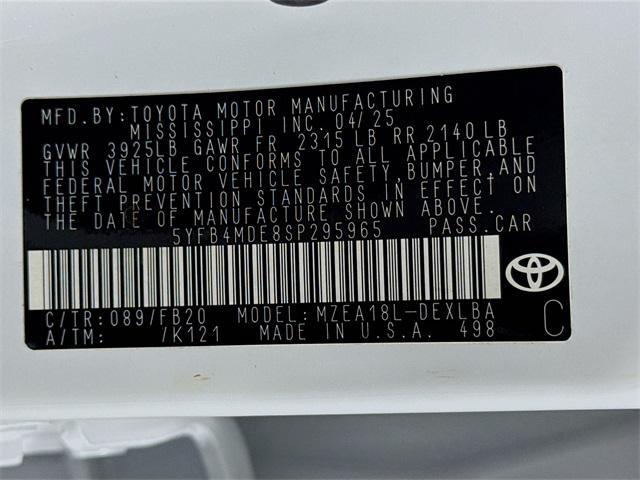 MFD.BY:TOYOTA MOTOR MANUFACTURING
MISSISSIPPI INC. 04/25
GVWR 3925LB GAWR FR 2315 LB RR 2140 LB
THIS VEHICLE CONFORMS TO ALL APPLICABLE
FEDERAL MOTOR VEHICLE SAFETY,BUMPER,AND
THEFT PREVENTION STANDARDS IN EFFECT ON
THE DATE OF MANUFACTURE SHOWN ABOVE.
5YFB4MDE8SP295965 PASS.CAR
C/TR:089/FB20 MODEL:MZEA18L-DEXLBA
A/TM: /K121 MADE IN U.S.A. 498 C